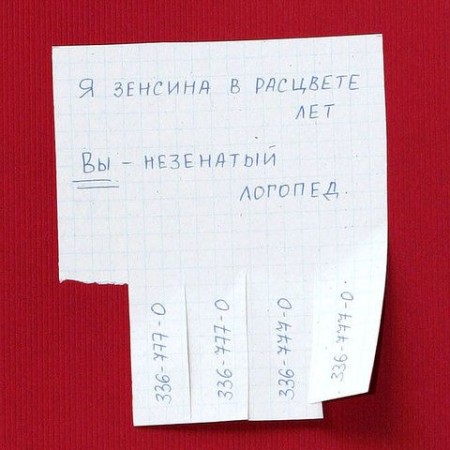 Я ЗЕНСИНА В РАСЦВЕТЕ
ЛЕТ
ВЫ - НЕЗЕНАТЫЙ
ЛОГОПЕД.
336-777-0
336-777-0
336-777-0
336-777-0